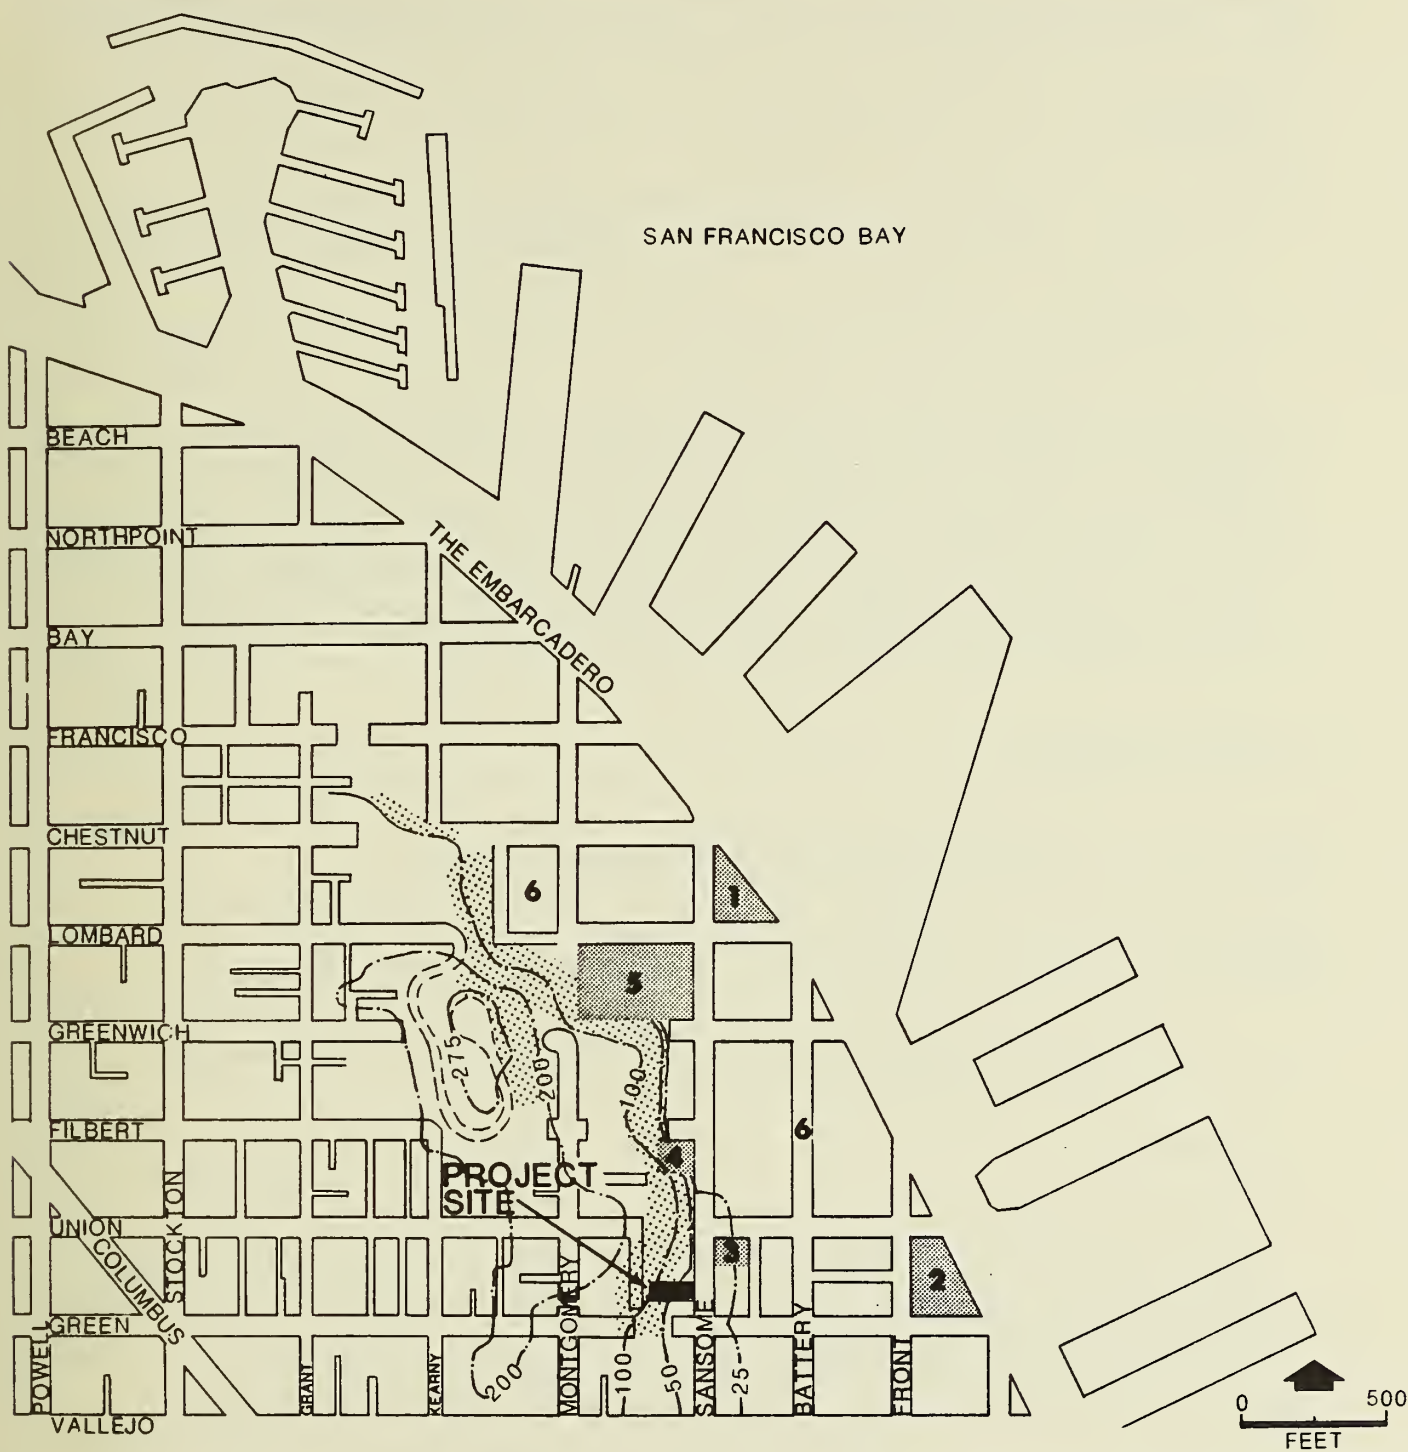 SAN FRANCISCO BAY
BEACH
NORTHPOINT
THE EMBARCADERO
BAY
FRANCISCO
CHESTNUT
6
1
LOMBARD
5
GREENWICH
275
200
100
FILBERT
6
4
PROJECT
SITE
STOCKTON
UNION
COLUMBUS
3
2
MONTGOMERY
SANSOME
BATTERY
FRONT
GREEN
POWELL
GRANT
KEARNY
200
100
50
25
VALLEJO
0 500
FEET